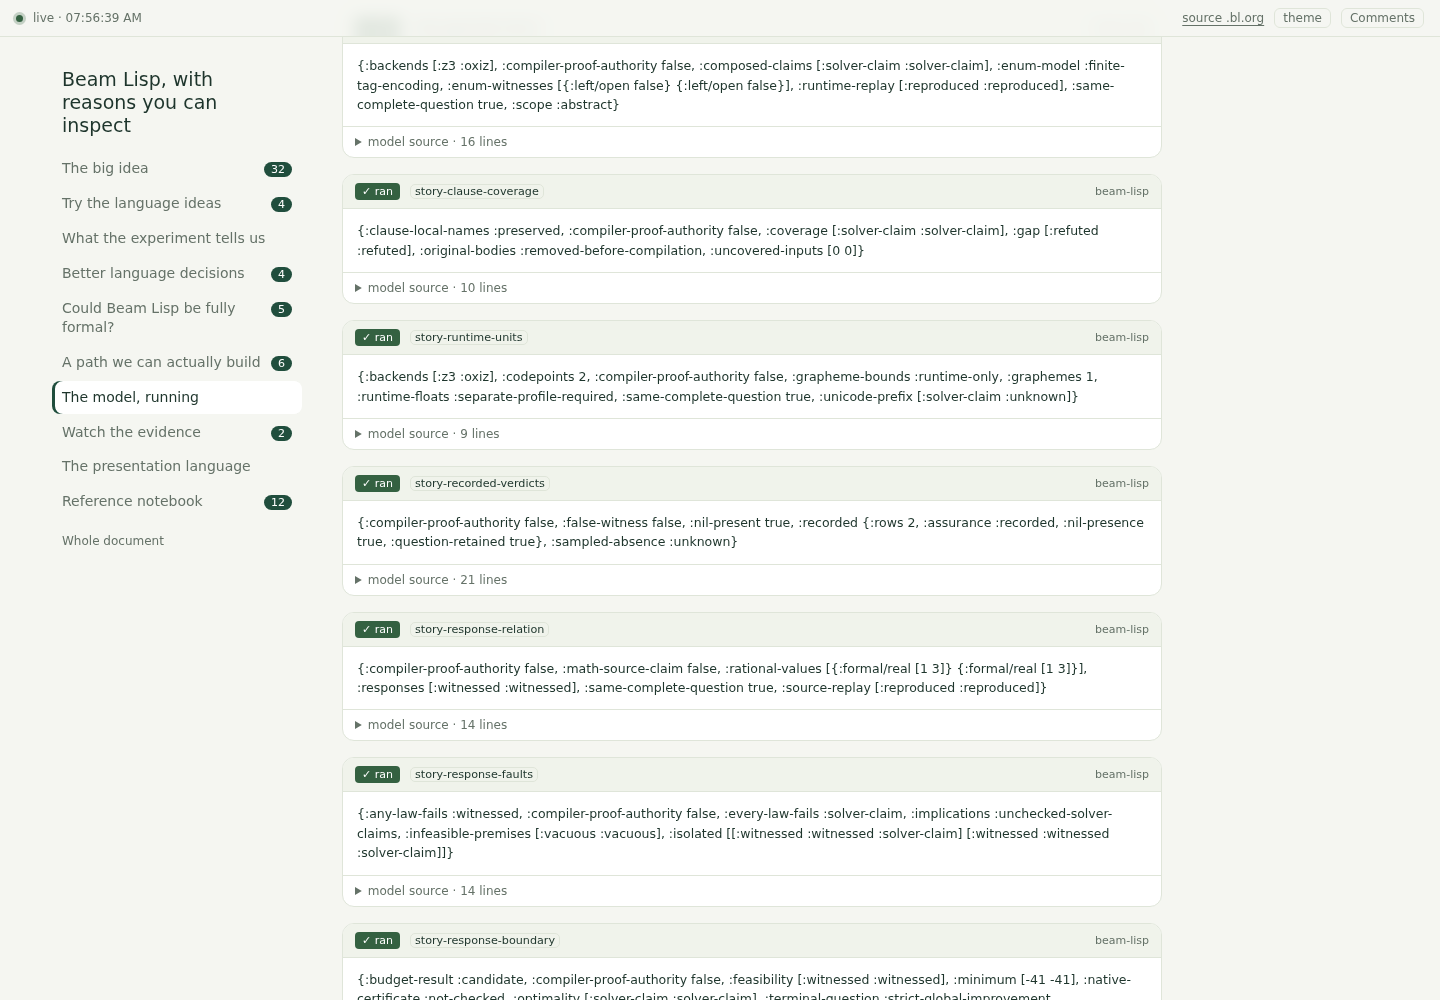 live · 07:56:39 AM
source .bl.org
theme
Comments
Beam Lisp, with
reasons you can
inspect
The big idea
32
Try the language ideas
4
What the experiment tells us
Better language decisions
4
Could Beam Lisp be fully
formal?
5
A path we can actually build
6
The model, running
Watch the evidence
2
The presentation language
Reference notebook
12
Whole document
{:backends [:z3 :oxiz], :compiler-proof-authority false, :composed-claims [:solver-claim :solver-claim], :enum-model :finite-
tag-encoding, :enum-witnesses [{:left/open false} {:left/open false}], :runtime-replay [:reproduced :reproduced], :same-
complete-question true, :scope :abstract}
▶ model source · 16 lines
✓ ran
story-clause-coverage
beam-lisp
{:clause-local-names :preserved, :compiler-proof-authority false, :coverage [:solver-claim :solver-claim], :gap [:refuted
:refuted], :original-bodies :removed-before-compilation, :uncovered-inputs [0 0]}
▶ model source · 10 lines
✓ ran
story-runtime-units
beam-lisp
{:backends [:z3 :oxiz], :codepoints 2, :compiler-proof-authority false, :grapheme-bounds :runtime-only, :graphemes 1,
:runtime-floats :separate-profile-required, :same-complete-question true, :unicode-prefix [:solver-claim :unknown]}
▶ model source · 9 lines
✓ ran
story-recorded-verdicts
beam-lisp
{:compiler-proof-authority false, :false-witness false, :nil-present true, :recorded {:rows 2, :assurance :recorded, :nil-presence
true, :question-retained true}, :sampled-absence :unknown}
▶ model source · 21 lines
✓ ran
story-response-relation
beam-lisp
{:compiler-proof-authority false, :math-source-claim false, :rational-values [{:formal/real [1 3]} {:formal/real [1 3]}],
:responses [:witnessed :witnessed], :same-complete-question true, :source-replay [:reproduced :reproduced]}
▶ model source · 14 lines
✓ ran
story-response-faults
beam-lisp
{:any-law-fails :witnessed, :compiler-proof-authority false, :every-law-fails :solver-claim, :implications :unchecked-solver-
claims, :infeasible-premises [:vacuous :vacuous], :isolated [[:witnessed :witnessed :solver-claim] [:witnessed :witnessed
:solver-claim]]}
▶ model source · 14 lines
✓ ran
story-response-boundary
beam-lisp
{:budget-result :candidate, :compiler-proof-authority false, :feasibility [:witnessed :witnessed], :minimum [-41 -41], :native-
certificate :not-checked, :optimality [:solver-claim :solver-claim], :terminal-question :strict-global-improvement,